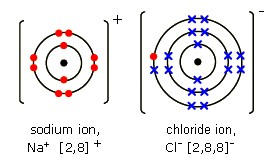 +
−
sodium ion,
Na⁺ [2,8] ⁺
chloride ion,
Cl⁻ [2,8,8]⁻